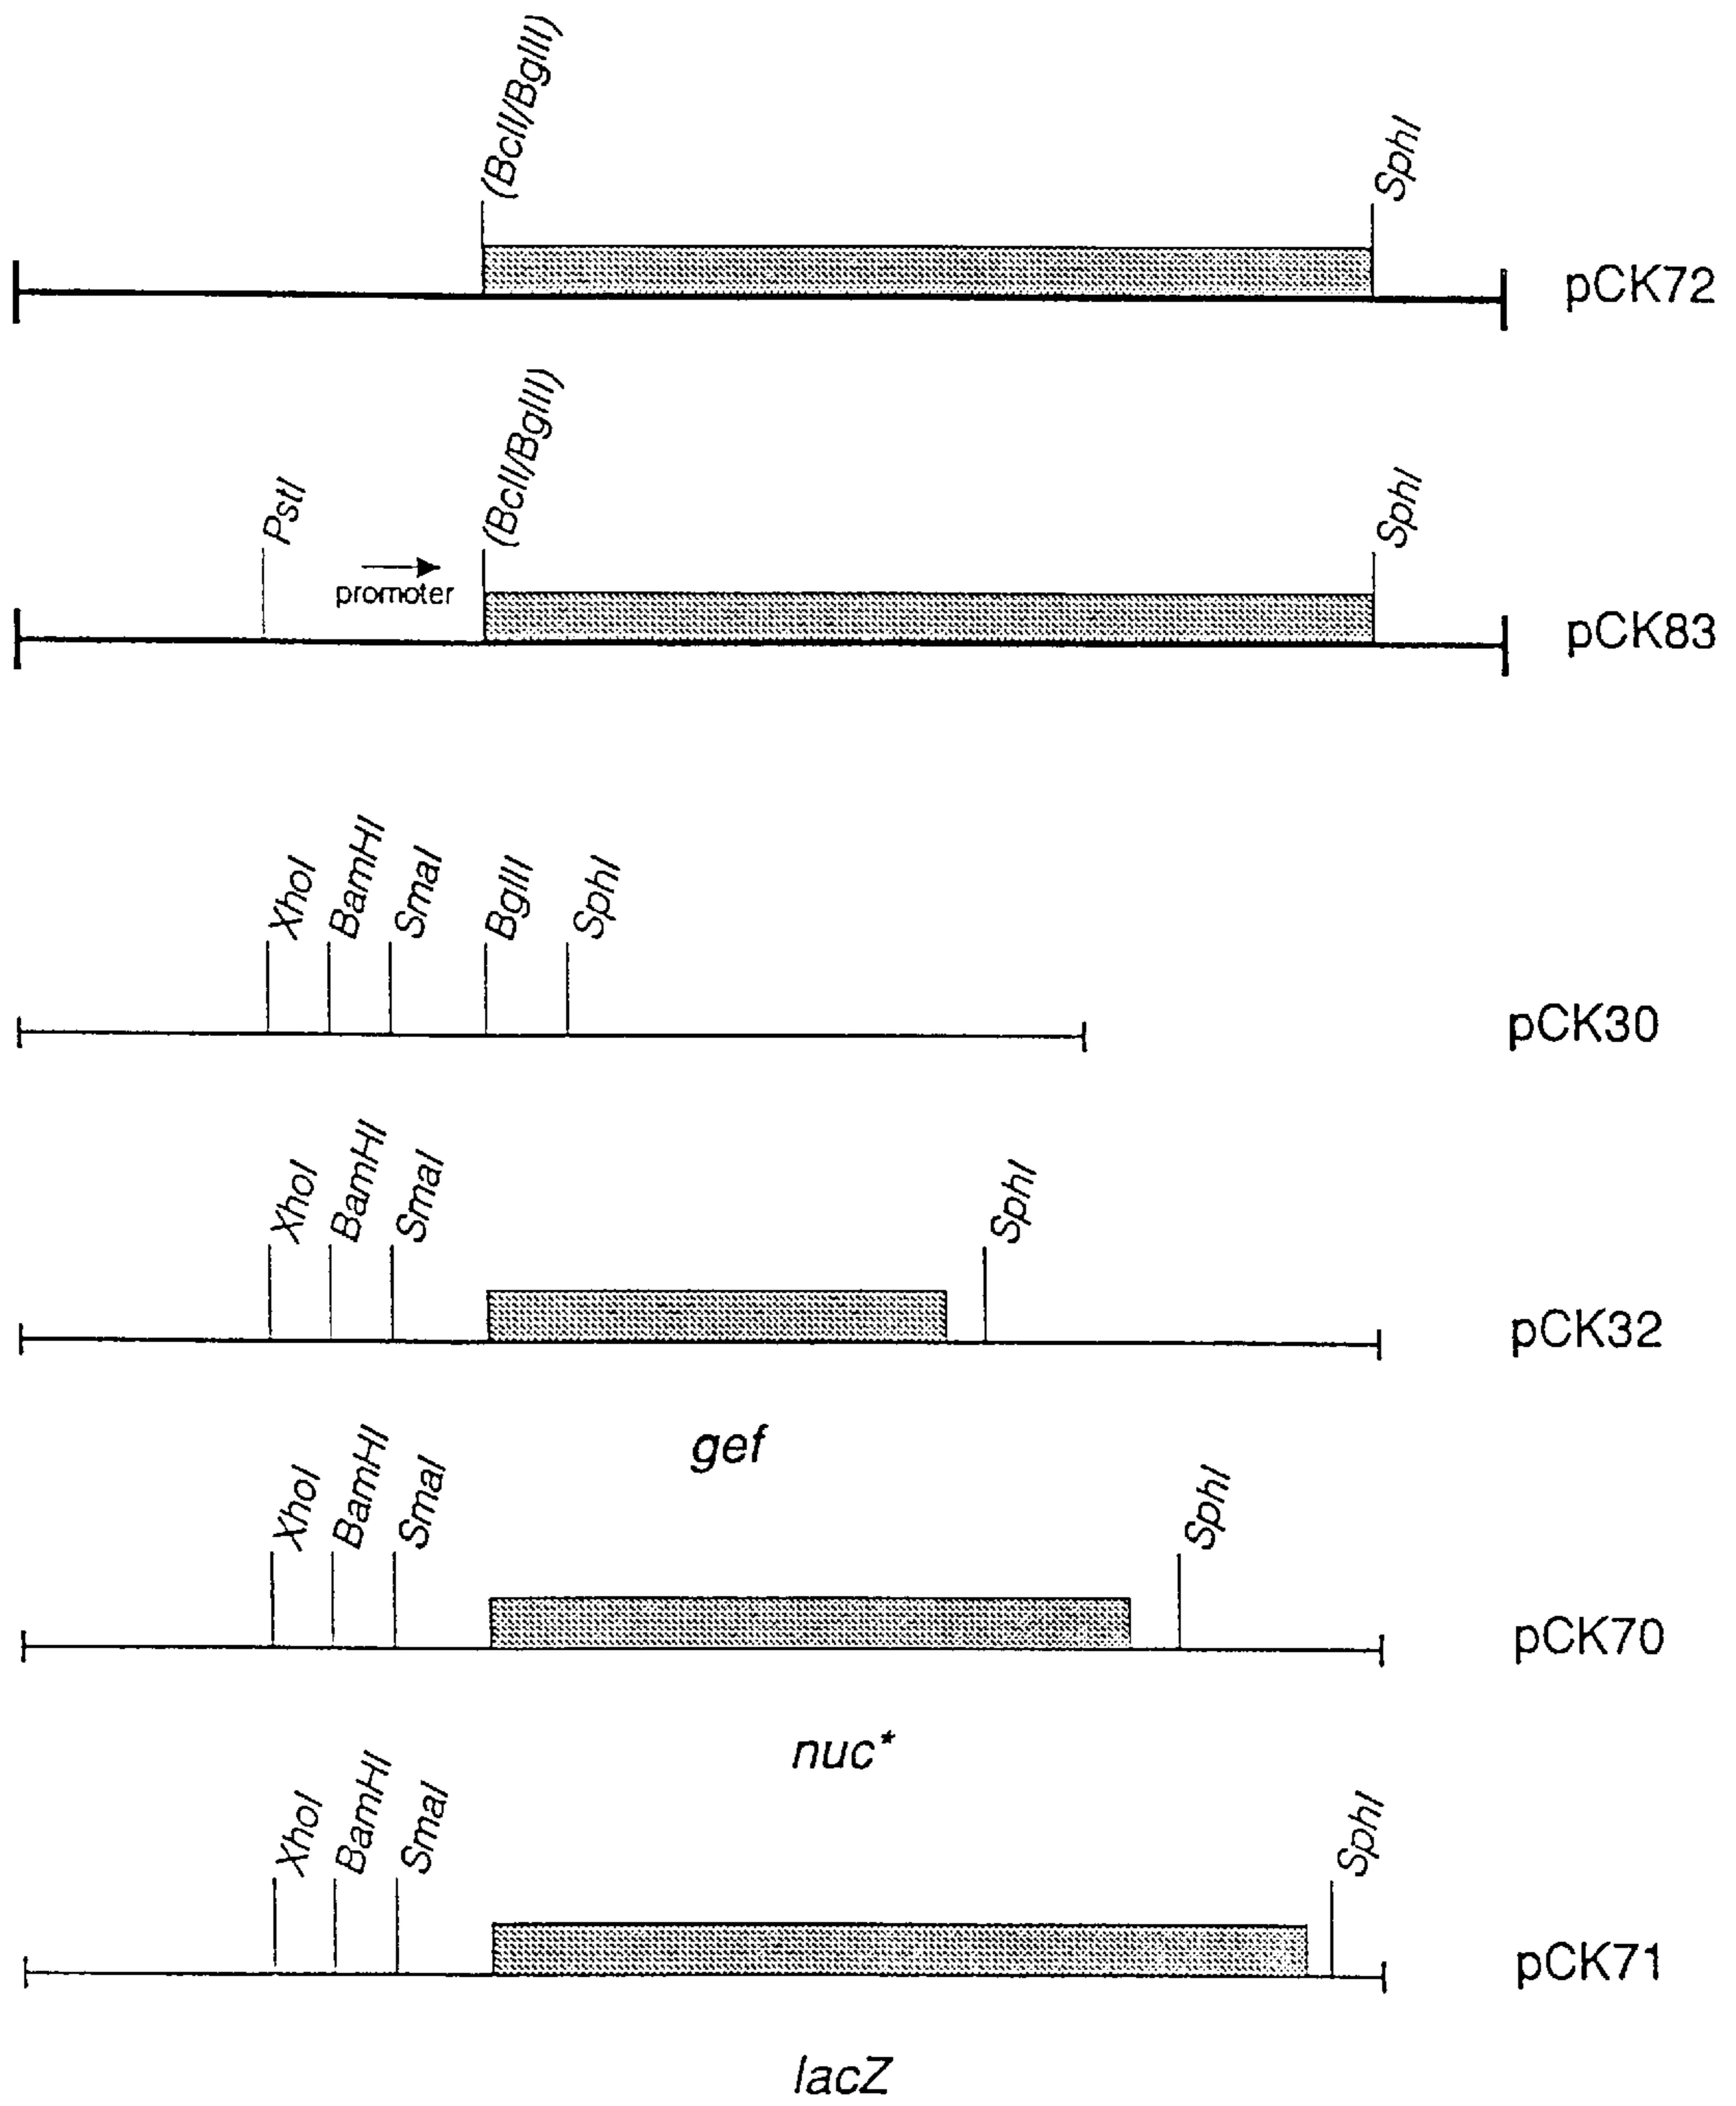 (BclI/BglII)
SphI
pCK72
(BclI/BglII)
PstI
SphI
promoter
pCK83
XhoI
BamHI
SmaI
BglII
SphI
pCK30
XhoI
BamHI
SmaI
SphI
pCK32
gef
XhoI
BamHI
SmaI
SphI
pCK70
nuc*
XhoI
BamHI
SmaI
SphI
pCK71
lacZ